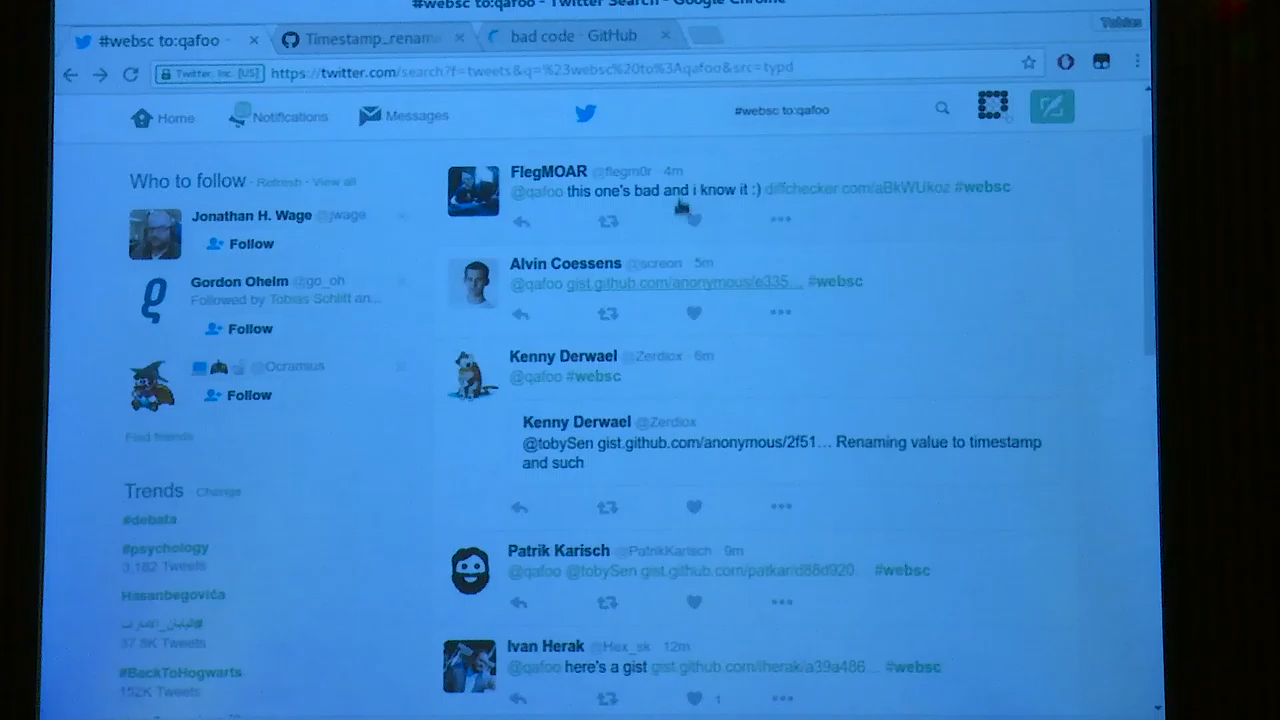 #websc to:qafoo - Twitter Search - Google Chrome
Tobias
#websc to:qafoo
Timestamp_renam
bad code · GitHub
Twitter, Inc. [US] https://twitter.com/search?f=tweets&q=%23websc%20to%3Aqafoo&src=typd
Home Notifications Messages #websc to:qafoo
Who to follow · Refresh · View all
Jonathan H. Wage @jwage
Follow
Gordon Oheim @go_oh
Followed by Tobias Schlitt an...
Follow
@Ocramius
Follow
Find friends
Trends · Change
#debata
#psychology
3,182 Tweets
Hasanbegovića
37.8K Tweets
#BackToHogwarts
152K Tweets
FlegMOAR @flegm0r · 4m
@qafoo this one's bad and i know it :) diffchecker.com/aBkWUkoz #websc
Alvin Coessens @screon · 5m
@qafoo gist.github.com/anonymous/e335... #websc
Kenny Derwael @Zerdiox · 6m
@qafoo #websc
Kenny Derwael @Zerdiox
@tobySen gist.github.com/anonymous/2f51... Renaming value to timestamp
and such
Patrik Karisch @PatrikKarisch · 9m
@qafoo @tobySen gist.github.com/patkar/d88d920... #websc
Ivan Herak @Hex_sk · 12m
@qafoo here's a gist gist.github.com/iherak/a39a486... #websc
1